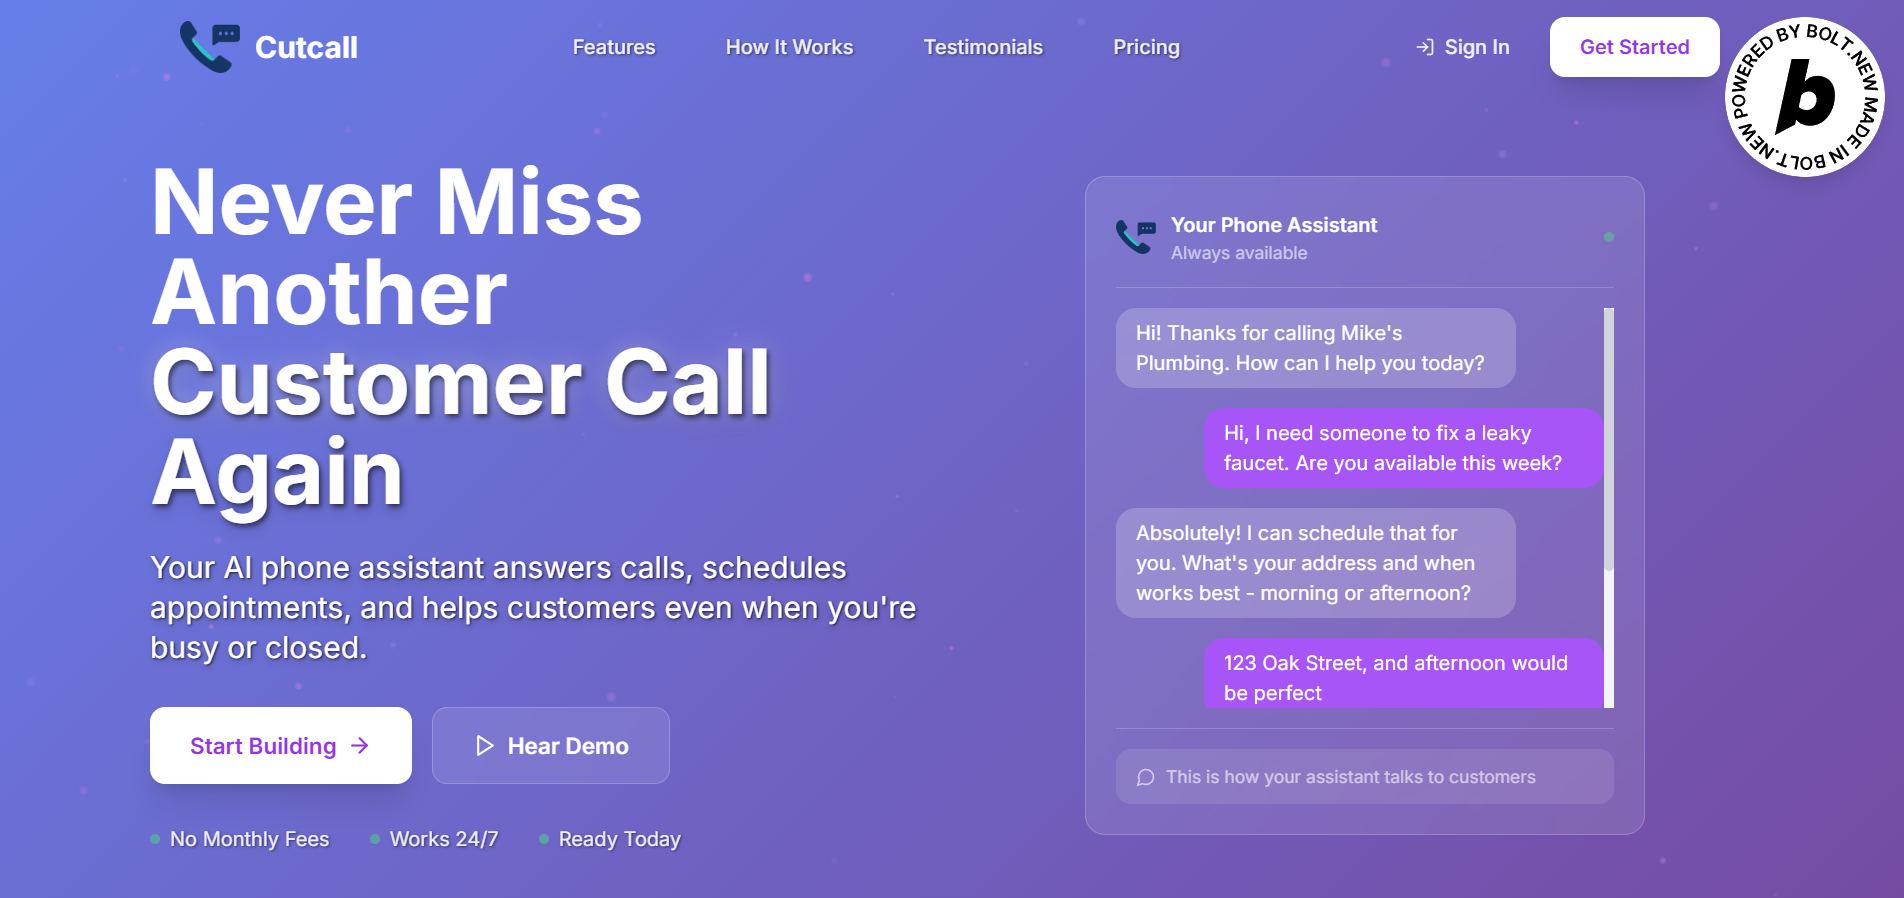 Cutcall
Features
How It Works
Testimonials
Pricing
Sign In
Get Started
POWERED BY BOLT.NEW MADE IN BOLT.NEW
b
Never Miss
Another
Customer Call
Again
Your AI phone assistant answers calls, schedules
appointments, and helps customers even when you're
busy or closed.
Start Building
Hear Demo
No Monthly Fees
Works 24/7
Ready Today
Your Phone Assistant
Always available
Hi! Thanks for calling Mike's
Plumbing. How can I help you today?
Hi, I need someone to fix a leaky
faucet. Are you available this week?
Absolutely! I can schedule that for
you. What's your address and when
works best - morning or afternoon?
123 Oak Street, and afternoon would
be perfect
This is how your assistant talks to customers